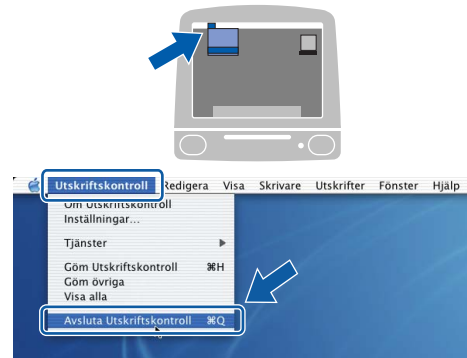 Utskriftskontroll Redigera Visa Skrivare Utskrifter Fönster Hjälp
Om Utskriftskontroll
Inställningar...
Tjänster
Göm Utskriftskontroll ⌘H
Göm övriga
Visa alla
Avsluta Utskriftskontroll ⌘Q